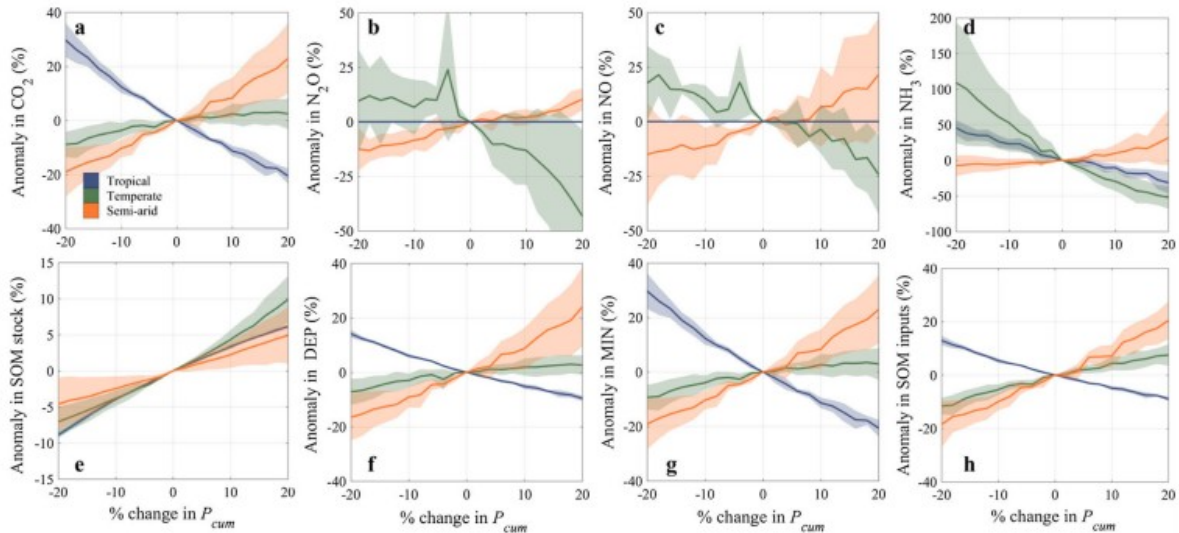 a
Anomaly in CO2 (%)
40
20
0
-20
-40
-20 -10 0 10 20
Tropical
Temperate
Semi-arid
b
Anomaly in N2O (%)
50
25
0
-25
-50
-20 -10 0 10 20
c
Anomaly in NO (%)
50
25
0
-25
-50
-20 -10 0 10 20
d
Anomaly in NH3 (%)
200
150
100
50
0
-50
-100
-20 -10 0 10 20
Anomaly in SOM stock (%)
15
10
5
0
-5
-10
-15
e
-20 -10 0 10 20
% change in Pcum
Anomaly in DEP (%)
40
20
0
-20
-40
f
-20 -10 0 10 20
% change in Pcum
Anomaly in MIN (%)
40
20
0
-20
-40
g
-20 -10 0 10 20
% change in Pcum
Anomaly in SOM inputs (%)
40
20
0
-20
-40
h
-20 -10 0 10 20
% change in Pcum